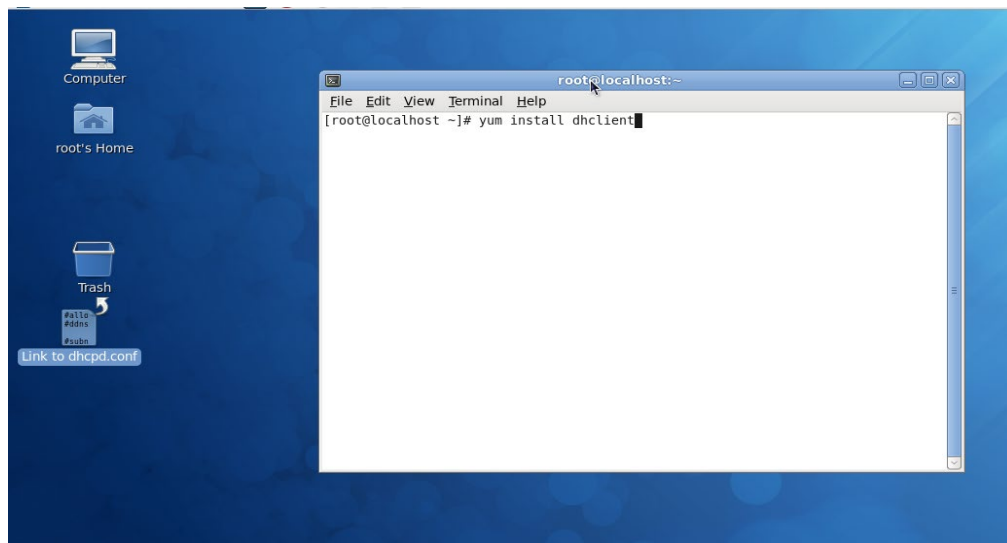 Computer
root's Home
Trash
#allo
#ddns
#subn
Link to dhcpd.conf
root@localhost:~
File Edit View Terminal Help
[root@localhost ~]# yum install dhclient